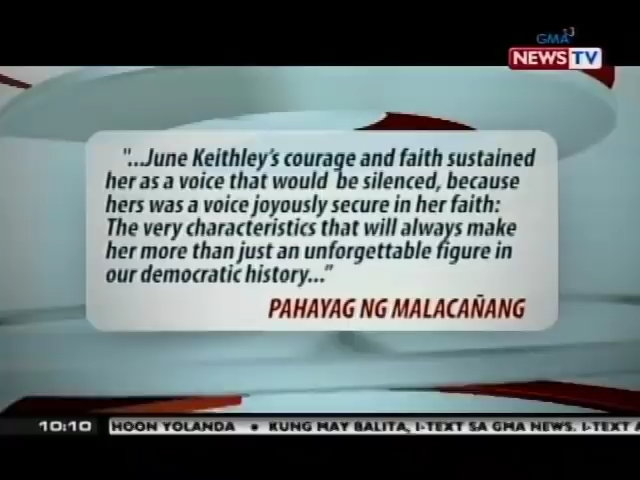 GMA
NEWS TV
"...June Keithley's courage and faith sustained
her as a voice that would be silenced, because
hers was a voice joyously secure in her faith:
The very characteristics that will always make
her more than just an unforgettable figure in
our democratic history..."
PAHAYAG NG MALACAÑANG
10:10
HOON YOLANDA • KUNG MAY BALITA, I-TEXT SA GMA NEWS. I-TEXT A